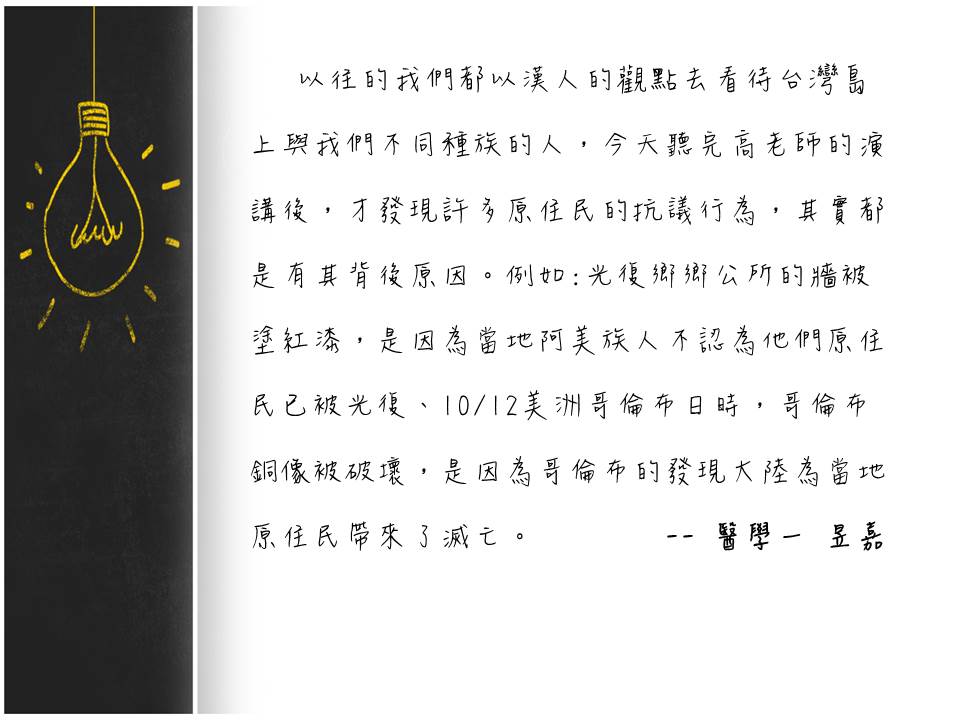 以往的我們都以漢人的觀點去看待台灣島
上與我們不同種族的人，今天聽完高老師的演
講後，才發現許多原住民的抗議行為，其實都
是有其背後原因。例如:光復鄉鄉公所的牆被
塗紅漆，是因為當地阿美族人不認為他們原住
民已被光復、10/12美洲哥倫布日時，哥倫布
銅像被破壞，是因為哥倫布的發現大陸為當地
原住民帶來了滅亡。 -- 醫學一 昱嘉